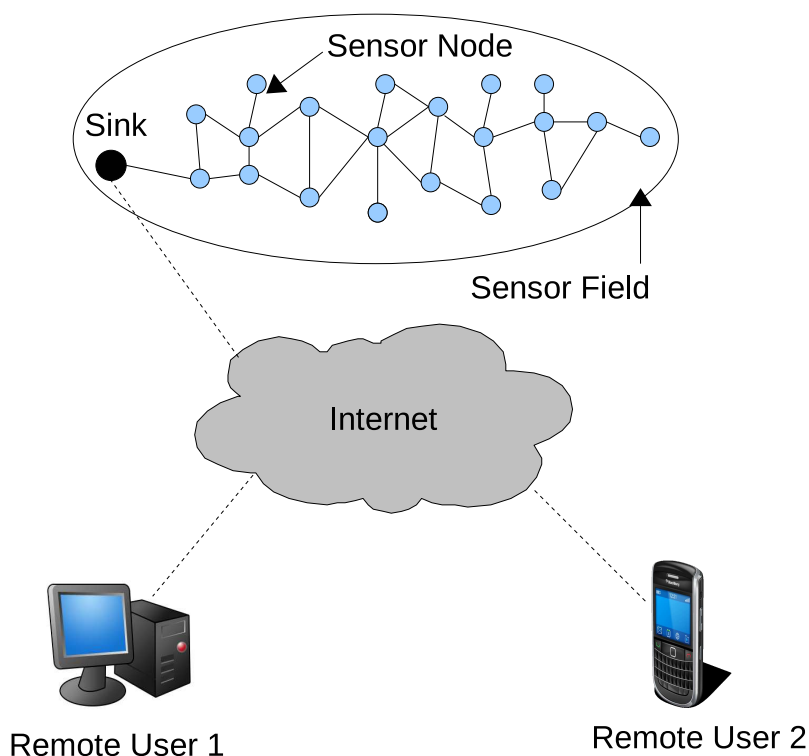 Sensor Node
Sink
Sensor Field
Internet
Remote User 1
Remote User 2